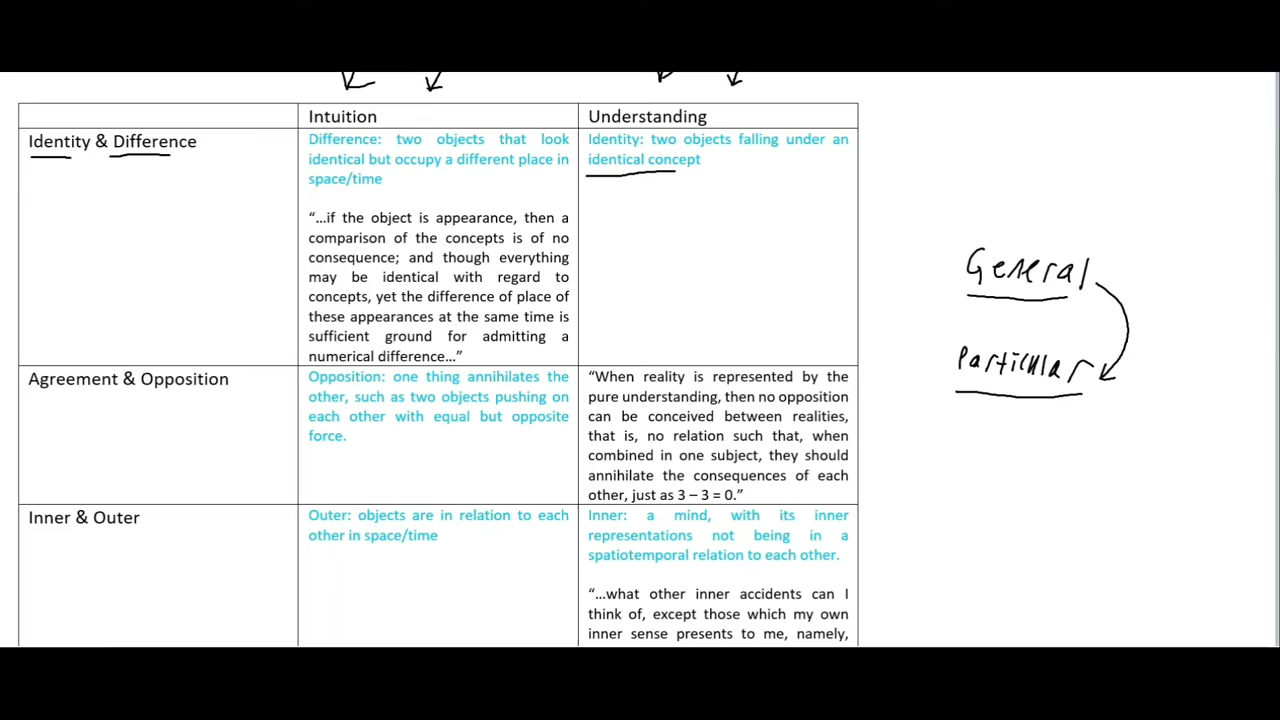 Intuition
Understanding
Identity & Difference
Difference: two objects that look
identical but occupy a different place in
space/time
“…if the object is appearance, then a
comparison of the concepts is of no
consequence; and though everything
may be identical with regard to
concepts, yet the difference of place of
these appearances at the same time is
sufficient ground for admitting a
numerical difference…”
Identity: two objects falling under an
identical concept
Agreement & Opposition
Opposition: one thing annihilates the
other, such as two objects pushing on
each other with equal but opposite
force.
“When reality is represented by the
pure understanding, then no opposition
can be conceived between realities,
that is, no relation such that, when
combined in one subject, they should
annihilate the consequences of each
other, just as 3 – 3 = 0.”
Inner & Outer
Outer: objects are in relation to each
other in space/time
Inner: a mind, with its inner
representations not being in a
spatiotemporal relation to each other.
“…what other inner accidents can I
think of, except those which my own
inner sense presents to me, namely,
General
Particular